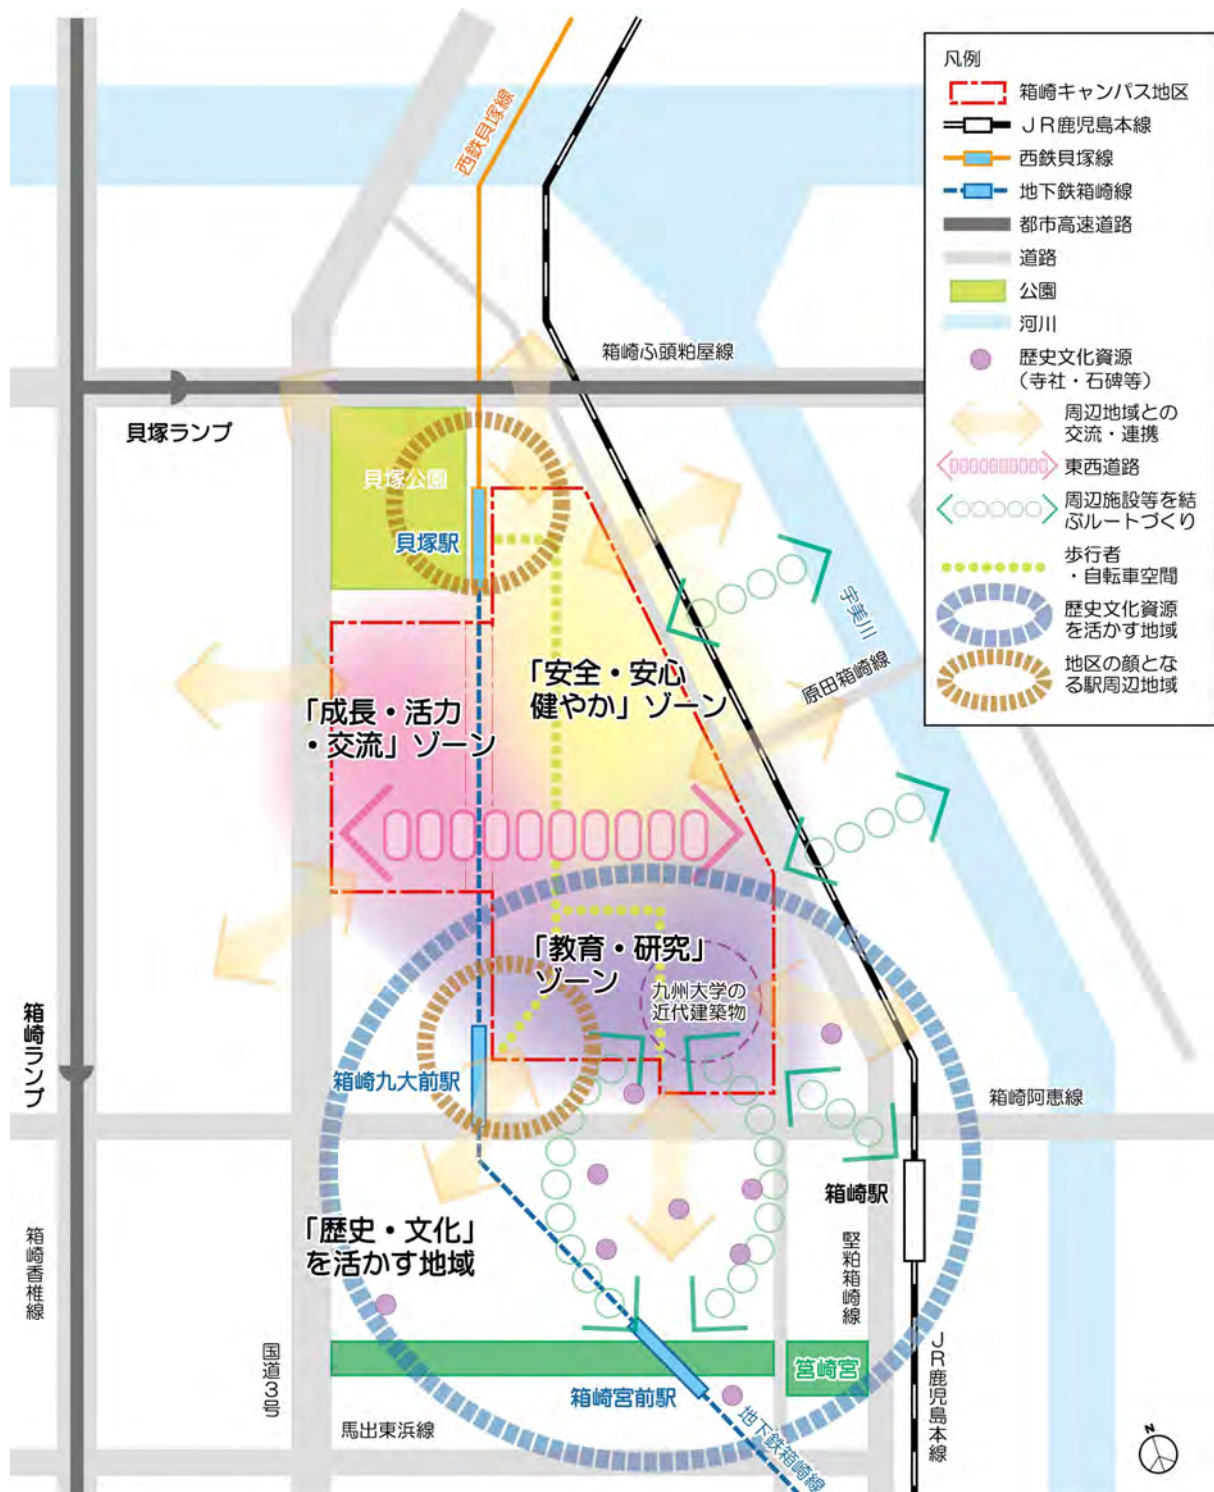 凡例
箱崎キャンパス地区
ＪＲ鹿児島本線
西鉄貝塚線
地下鉄箱崎線
都市高速道路
道路
公園
河川
歴史文化資源
（寺社・石碑等）
周辺地域との
交流・連携
東西道路
周辺施設等を結
ぶルートづくり
歩行者
・自転車空間
歴史文化資源
を活かす地域
地区の顔とな
る駅周辺地域
西鉄貝塚線
箱崎ふ頭粕屋線
貝塚ランプ
貝塚公園
貝塚駅
宇美川
原田箱崎線
「安全・安心
健やか」ゾーン
「成長・活力
・交流」ゾーン
「教育・研究」
ゾーン
九州大学の
近代建築物
箱崎ランプ
箱崎九大前駅
箱崎阿恵線
箱崎駅
「歴史・文化」
を活かす地域
箱崎香椎線
堅粕箱崎線
国道3号
ＪＲ鹿児島本線
筥崎宮
箱崎宮前駅
地下鉄箱崎線
馬出東浜線
N